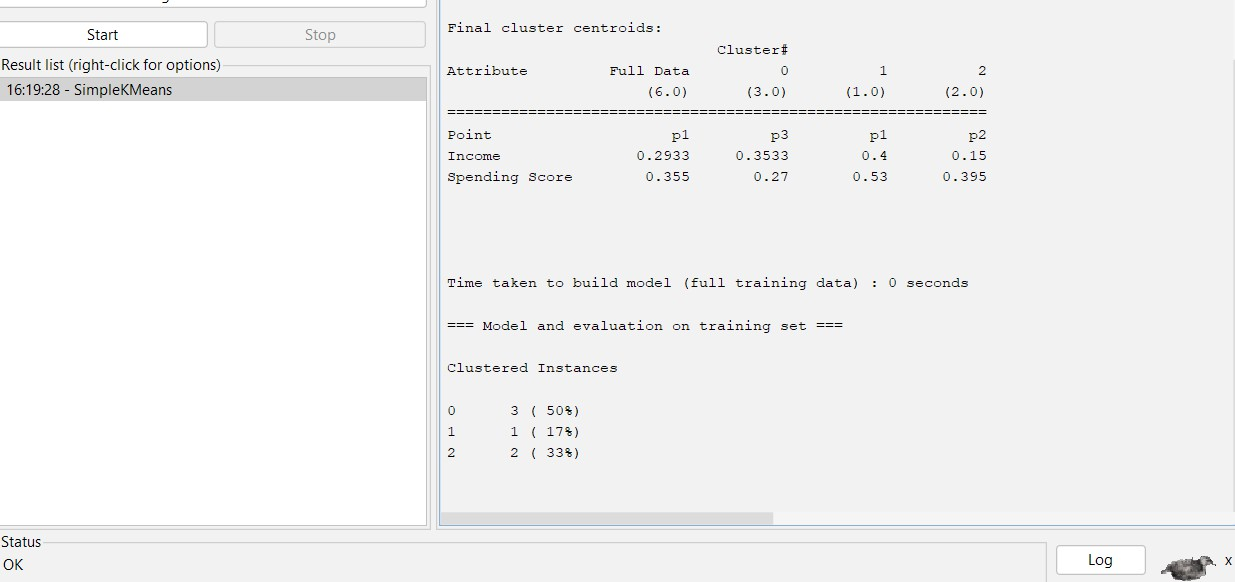 Start
Stop
Result list (right-click for options)
16:19:28 - SimpleKMeans
Final cluster centroids:
Cluster#
Attribute Full Data 0 1 2
(6.0) (3.0) (1.0) (2.0)
=============================================================
Point p1 p3 p1 p2
Income 0.2933 0.3533 0.4 0.15
Spending Score 0.355 0.27 0.53 0.395
Time taken to build model (full training data) : 0 seconds
=== Model and evaluation on training set ===
Clustered Instances
0 3 ( 50%)
1 1 ( 17%)
2 2 ( 33%)
Status
OK
Log
x